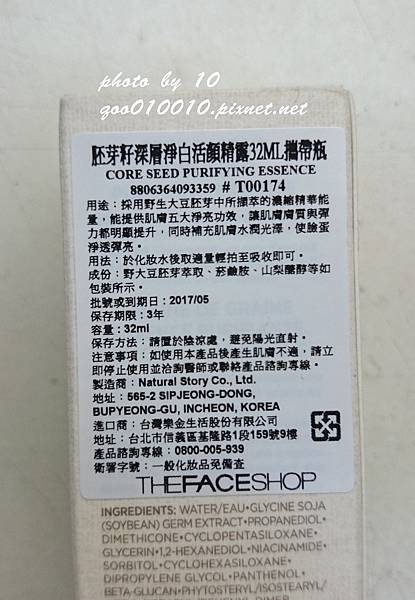 photo by 10
qoo010010.pixnet.net
胚芽籽深層淨白活顏精露32ML攜帶瓶
CORE SEED PURIFYING ESSENCE
8806364093359 # T00174
用途：採用野生大豆胚芽中所擷萃的濃縮精華能
量，能提供肌膚五大淨亮功效，讓肌膚膚質與彈
力都明顯提升，同時補充肌膚水潤光澤，使臉蛋
淨透彈亮。
用法：於化妝水後取適量輕拍至吸收即可。
成份：野大豆胚芽萃取、菸鹼胺、山梨醣醇等如
包裝所示。
批號或到期日：2017/05
保存期限：3年
容量：32ml
保存方法：請置於陰涼處，避免陽光直射。
注意事項：如使用本產品後產生肌膚不適，請立
即停止使用並洽詢醫師或聯絡產品諮詢專線。
製造商：Natural Story Co., Ltd.
地址：565-2 SIPJEONG-DONG,
BUPYEONG-GU, INCHEON, KOREA
進口商：台灣樂金生活股份有限公司
地址：台北市信義區基隆路1段159號9樓
產品諮詢專線：0800-005-939
衛署字號：一般化妝品免備查
THEFACESHOP
INGREDIENTS: WATER/EAU•GLYCINE SOJA
(SOYBEAN) GERM EXTRACT•PROPANEDIOL•
DIMETHICONE•CYCLOPENTASILOXANE•
GLYCERIN•1,2-HEXANEDIOL•NIACINAMIDE•
SORBITOL•CYCLOHEXASILOXANE•
DIPROPYLENE GLYCOL•PANTHENOL•
BETA-GLUCAN•PHYTOSTERYL/ISOSTEARYL/